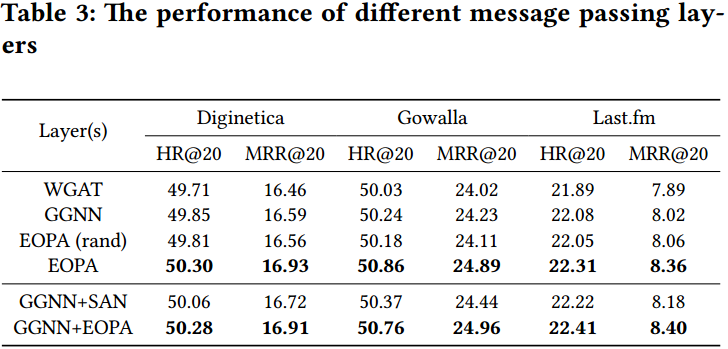 Table 3: The performance of different message passing lay-
ers
Layer(s) Diginetica Gowalla Last.fm
HR@20 MRR@20 HR@20 MRR@20 HR@20 MRR@20
WGAT 49.71 16.46 50.03 24.02 21.89 7.89
GGNN 49.85 16.59 50.24 24.23 22.08 8.02
EOPA (rand) 49.81 16.56 50.18 24.11 22.05 8.06
EOPA 50.30 16.93 50.86 24.89 22.31 8.36
GGNN+SAN 50.06 16.72 50.37 24.44 22.22 8.18
GGNN+EOPA 50.28 16.91 50.76 24.96 22.41 8.40